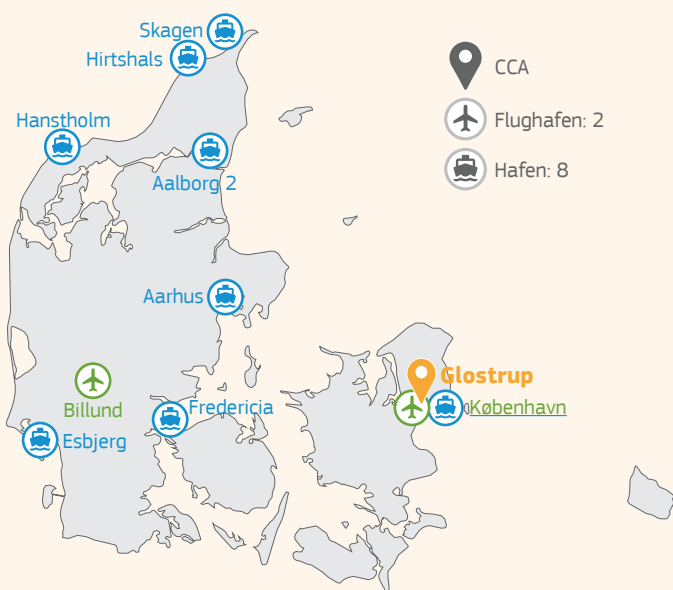 Skagen
Hirtshals
CCA
Hanstholm
Flughafen: 2
Hafen: 8
Aalborg 2
Aarhus
Glostrup
Billund
Fredericia
København
Esbjerg